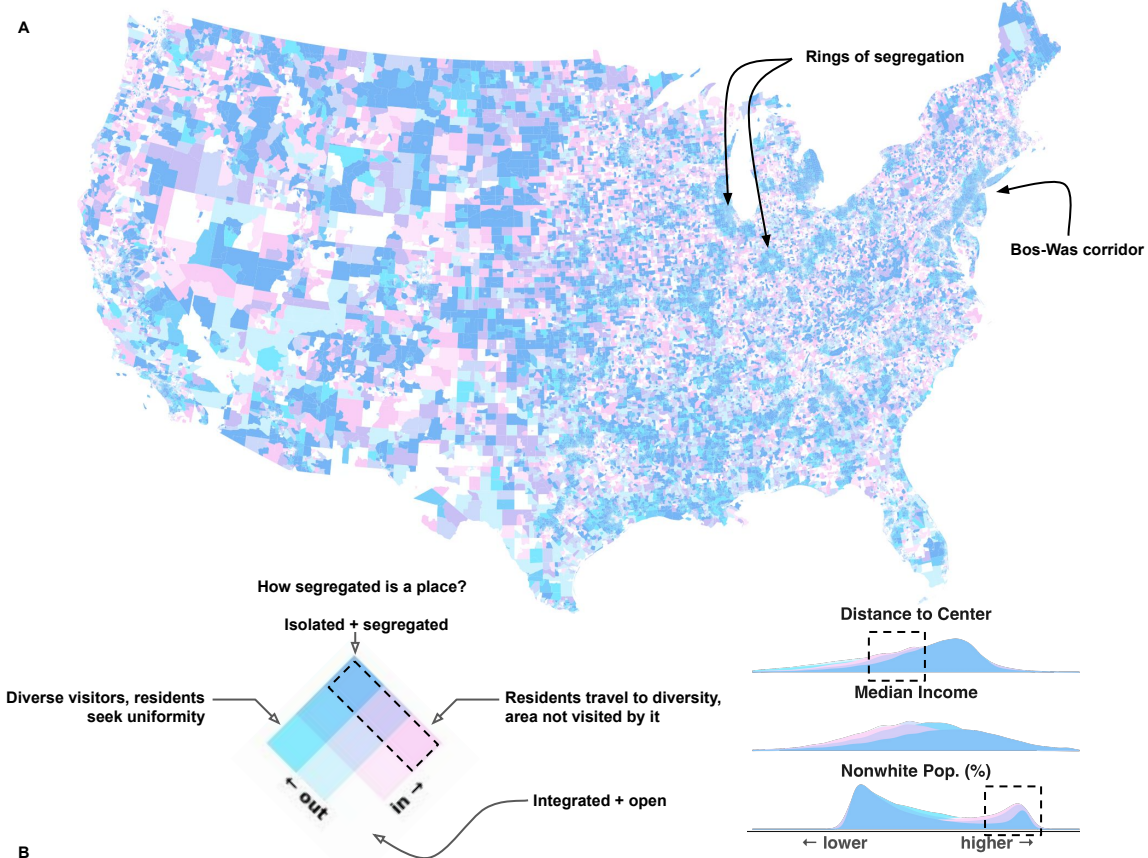 A
Rings of segregation
Bos-Was corridor
How segregated is a place?
Isolated + segregated
Diverse visitors, residents
seek uniformity
Residents travel to diversity,
area not visited by it
← out
in →
Integrated + open
Distance to Center
Median Income
Nonwhite Pop. (%)
← lower
higher →
B